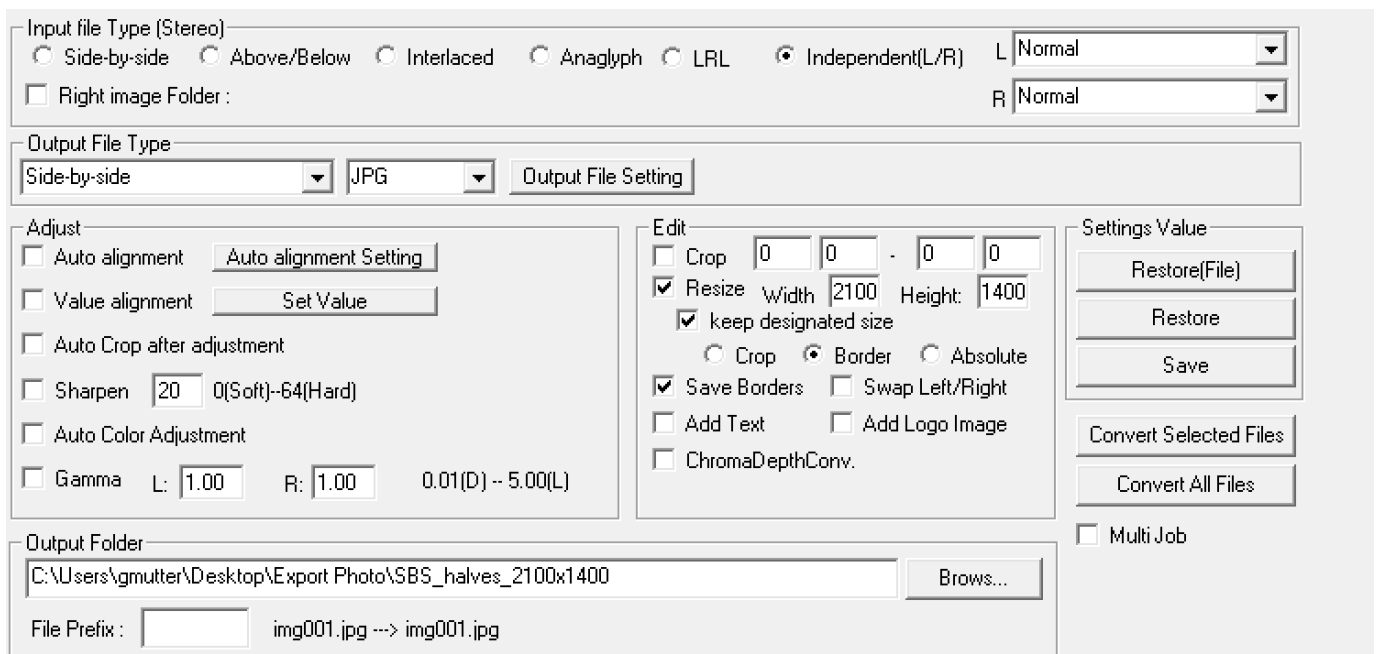 Input file Type (Stereo)
Side-by-side Above/Below Interlaced Anaglyph LRL Independent(L/R) L Normal
Right image Folder : R Normal
Output File Type
Side-by-side JPG Output File Setting
Adjust
Auto alignment Auto alignment Setting
Value alignment Set Value
Auto Crop after adjustment
Sharpen 20 0(Soft)--64(Hard)
Auto Color Adjustment
Gamma L: 1.00 R: 1.00 0.01(D) -- 5.00(L)
Edit
Crop 0 0 - 0 0
Resize Width 2100 Height: 1400
keep designated size
Crop Border Absolute
Save Borders Swap Left/Right
Add Text Add Logo Image
ChromaDepthConv.
Settings Value
Restore(File)
Restore
Save
Convert Selected Files
Convert All Files
Multi Job
Output Folder
C:\Users\gmutter\Desktop\Export Photo\SBS_halves_2100x1400 Brows...
File Prefix : img001.jpg ---> img001.jpg